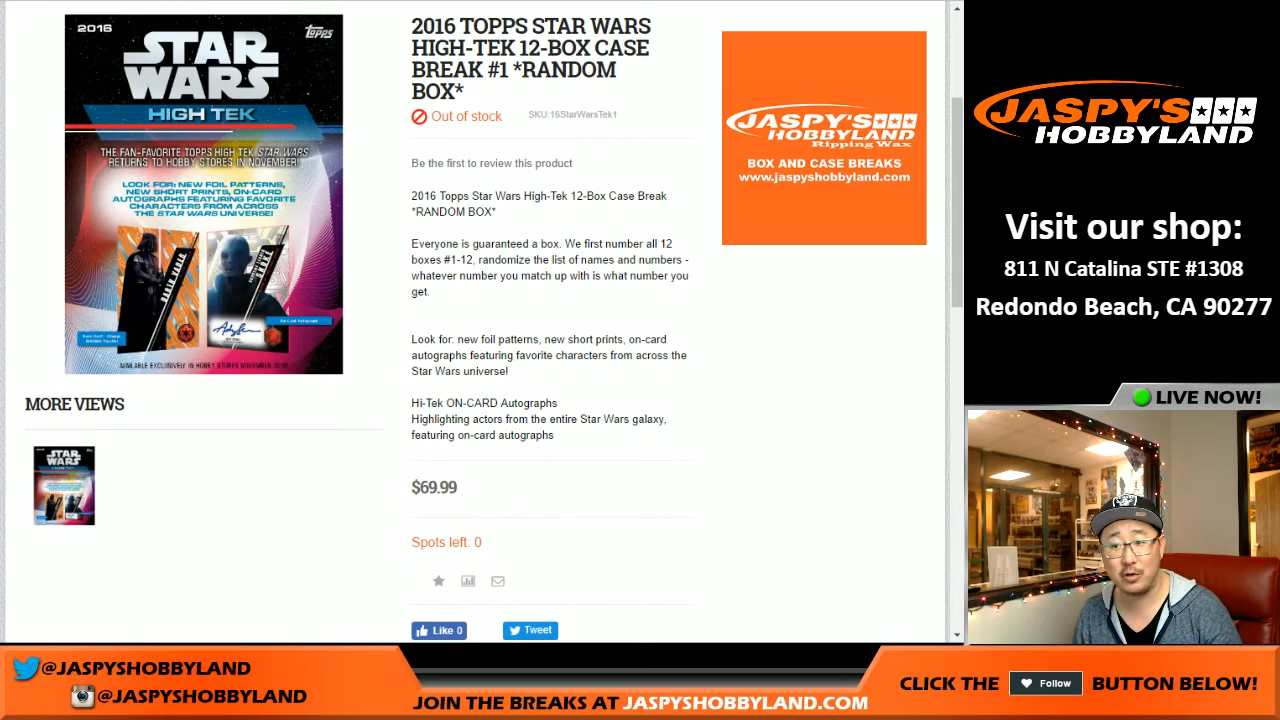 2016
topps
STAR
WARS
HIGH TEK
THE FAN-FAVORITE TOPPS HIGH TEK STAR WARS
RETURNS TO HOBBY STORES IN NOVEMBER!
LOOK FOR: NEW FOIL PATTERNS,
NEW SHORT PRINTS, ON-CARD
AUTOGRAPHS FEATURING FAVORITE
CHARACTERS FROM ACROSS
THE STAR WARS UNIVERSE!
DARTH VADER
SNOKE
On-Card Autograph
AVAILABLE EXCLUSIVELY IN HOBBY STORES NOVEMBER
MORE VIEWS
STAR
WARS
2016 TOPPS STAR WARS
HIGH-TEK 12-BOX CASE
BREAK #1 *RANDOM
BOX*
Out of stock
SKU:16StarWarsTek1
Be the first to review this product
2016 Topps Star Wars High-Tek 12-Box Case Break
*RANDOM BOX*
Everyone is guaranteed a box. We first number all 12
boxes #1-12, randomize the list of names and numbers -
whatever number you match up with is what number you
get.
Look for: new foil patterns, new short prints, on-card
autographs featuring favorite characters from across the
Star Wars universe!
Hi-Tek ON-CARD Autographs
Highlighting actors from the entire Star Wars galaxy,
featuring on-card autographs
$69.99
Spots left: 0
Like 0
Tweet
JASPY'S
HOBBYLAND
Ripping Wax
BOX AND CASE BREAKS
www.jaspyshobbyland.com
JASPY'S
HOBBYLAND
Visit our shop:
811 N Catalina STE #1308
Redondo Beach, CA 90277
LIVE NOW!
@JASPYSHOBBYLAND
@JASPYSHOBBYLAND
JOIN THE BREAKS AT JASPYSHOBBYLAND.COM
CLICK THE
Follow
BUTTON BELOW!